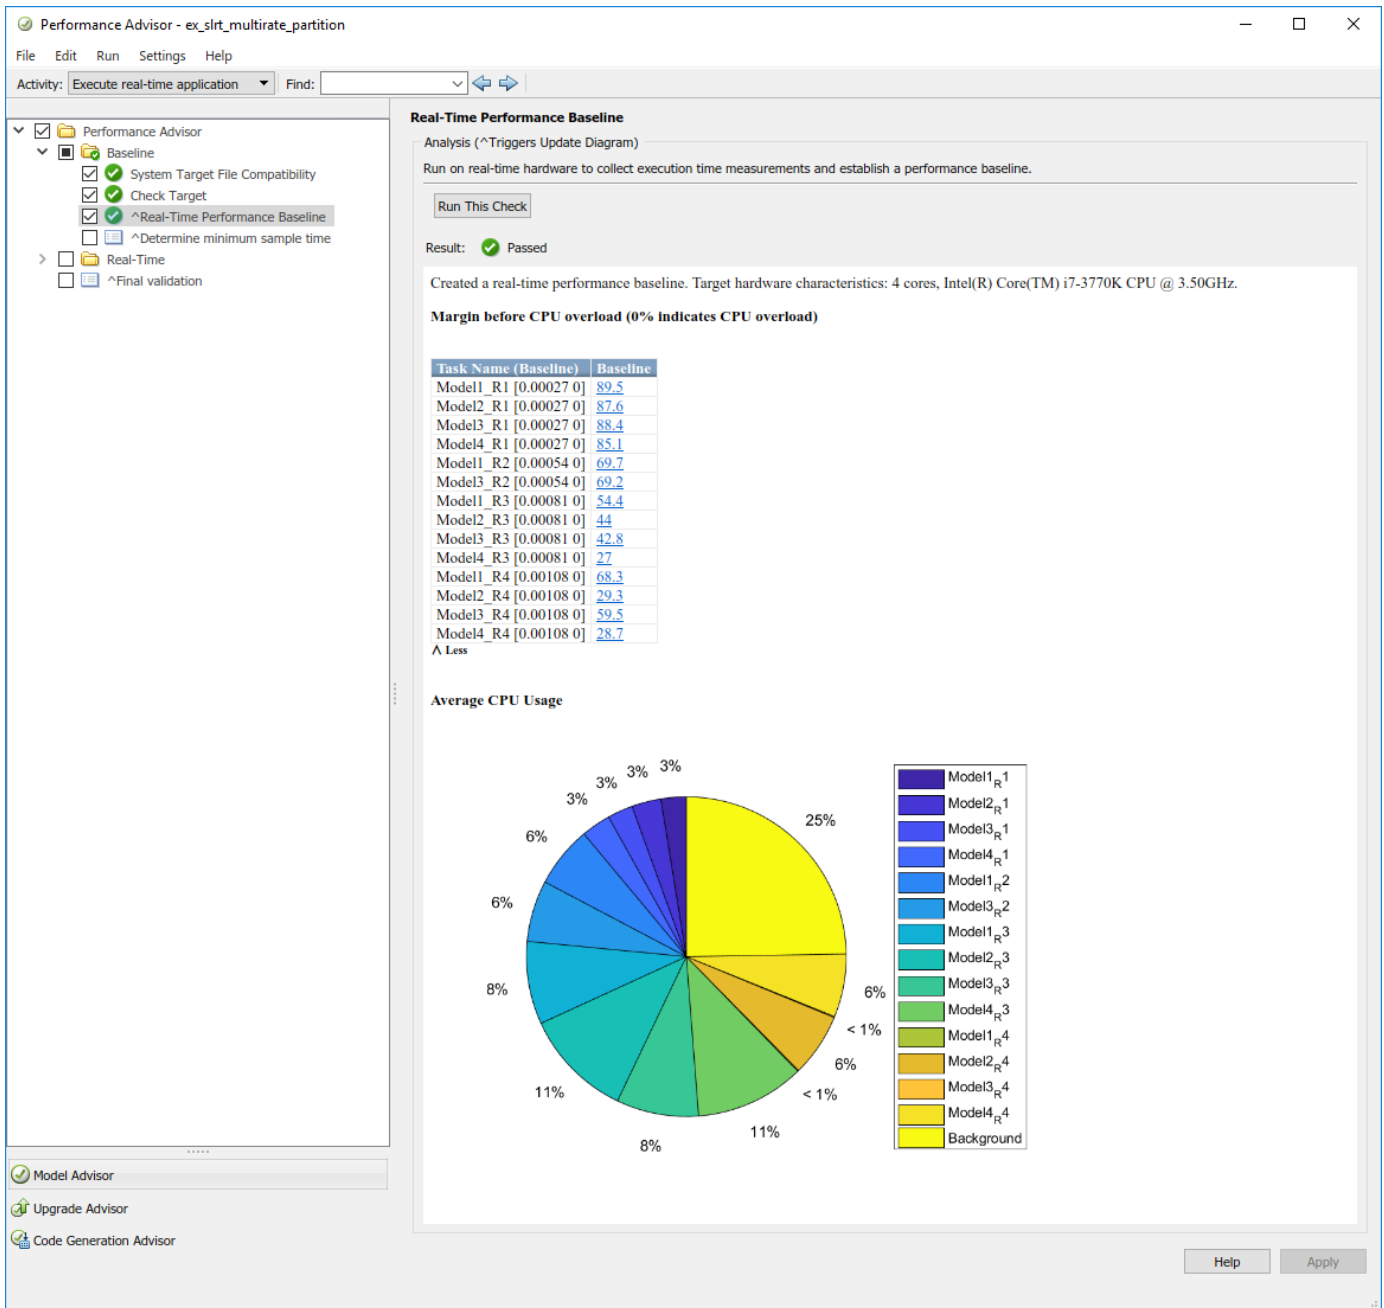 Performance Advisor - ex_slrt_multirate_partition
File Edit Run Settings Help
Activity: Execute real-time application Find:
Performance Advisor
Baseline
System Target File Compatibility
Check Target
^Real-Time Performance Baseline
^Determine minimum sample time
Real-Time
^Final validation
Model Advisor
Upgrade Advisor
Code Generation Advisor
Real-Time Performance Baseline
Analysis (^Triggers Update Diagram)
Run on real-time hardware to collect execution time measurements and establish a performance baseline.
Run This Check
Result: Passed
Created a real-time performance baseline. Target hardware characteristics: 4 cores, Intel(R) Core(TM) i7-3770K CPU @ 3.50GHz.
Margin before CPU overload (0% indicates CPU overload)
Task Name (Baseline) Baseline
Model1_R1 [0.00027 0] 89.5
Model2_R1 [0.00027 0] 87.6
Model3_R1 [0.00027 0] 88.4
Model4_R1 [0.00027 0] 85.1
Model1_R2 [0.00054 0] 69.7
Model3_R2 [0.00054 0] 69.2
Model1_R3 [0.00081 0] 54.4
Model2_R3 [0.00081 0] 44
Model3_R3 [0.00081 0] 42.8
Model4_R3 [0.00081 0] 27
Model1_R4 [0.00108 0] 68.3
Model2_R4 [0.00108 0] 29.3
Model3_R4 [0.00108 0] 59.5
Model4_R4 [0.00108 0] 28.7
Less
Average CPU Usage
3%
3%
3%
3%
6%
6%
8%
11%
8%
11%
< 1%
6%
< 1%
6%
25%
Model1R1
Model2R1
Model3R1
Model4R1
Model1R2
Model3R2
Model1R3
Model2R3
Model3R3
Model4R3
Model1R4
Model2R4
Model3R4
Model4R4
Background
Help Apply